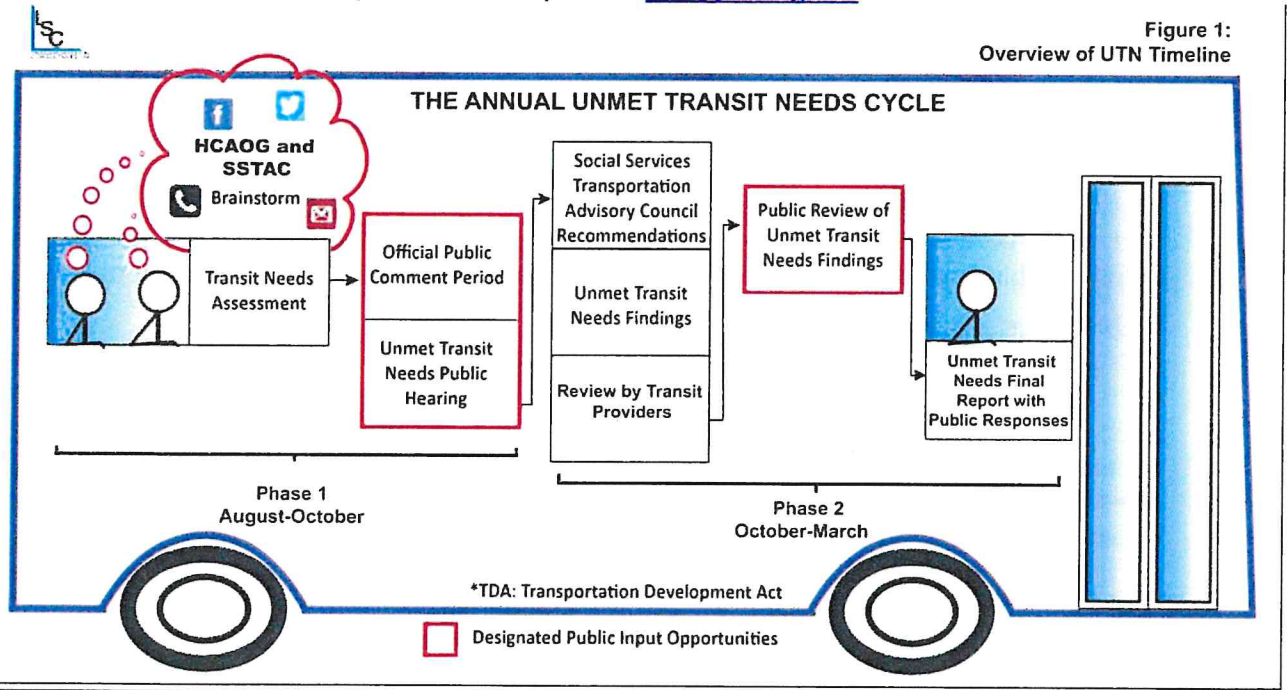 LSC
Figure 1:
Overview of UTN Timeline
THE ANNUAL UNMET TRANSIT NEEDS CYCLE
HCAOG and
SSTAC
Brainstorm
Transit Needs
Assessment
Official Public
Comment Period
Unmet Transit
Needs Public
Hearing
Social Services
Transportation
Advisory Council
Recommendations
Unmet Transit
Needs Findings
Review by Transit
Providers
Public Review of
Unmet Transit
Needs Findings
Unmet Transit
Needs Final
Report with
Public Responses
Phase 1
August-October
Phase 2
October-March
*TDA: Transportation Development Act
Designated Public Input Opportunities